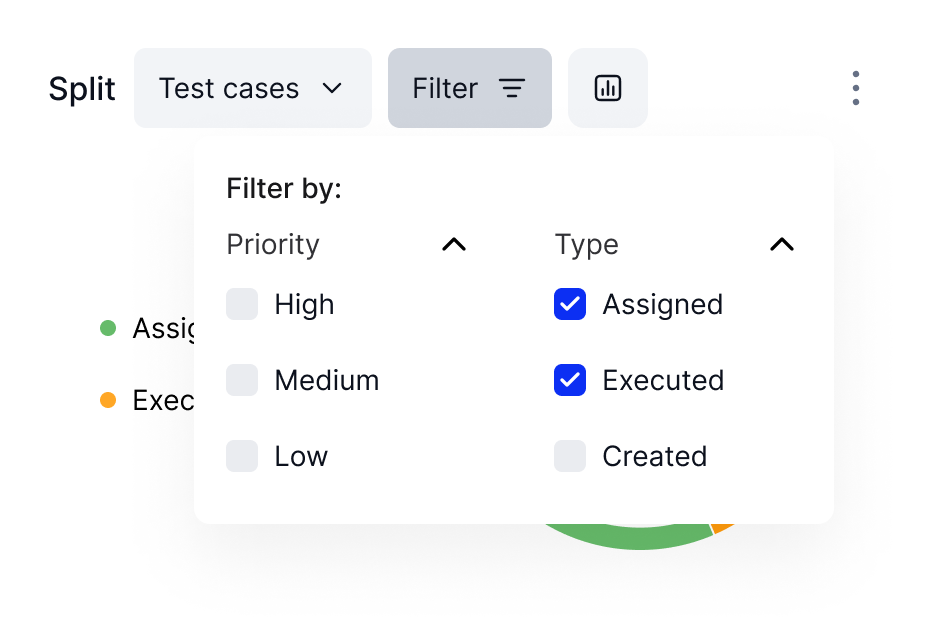 Split Test cases Filter
Filter by:
Priority Type
High Assigned
Assig
Medium Executed
Exec
Low Created